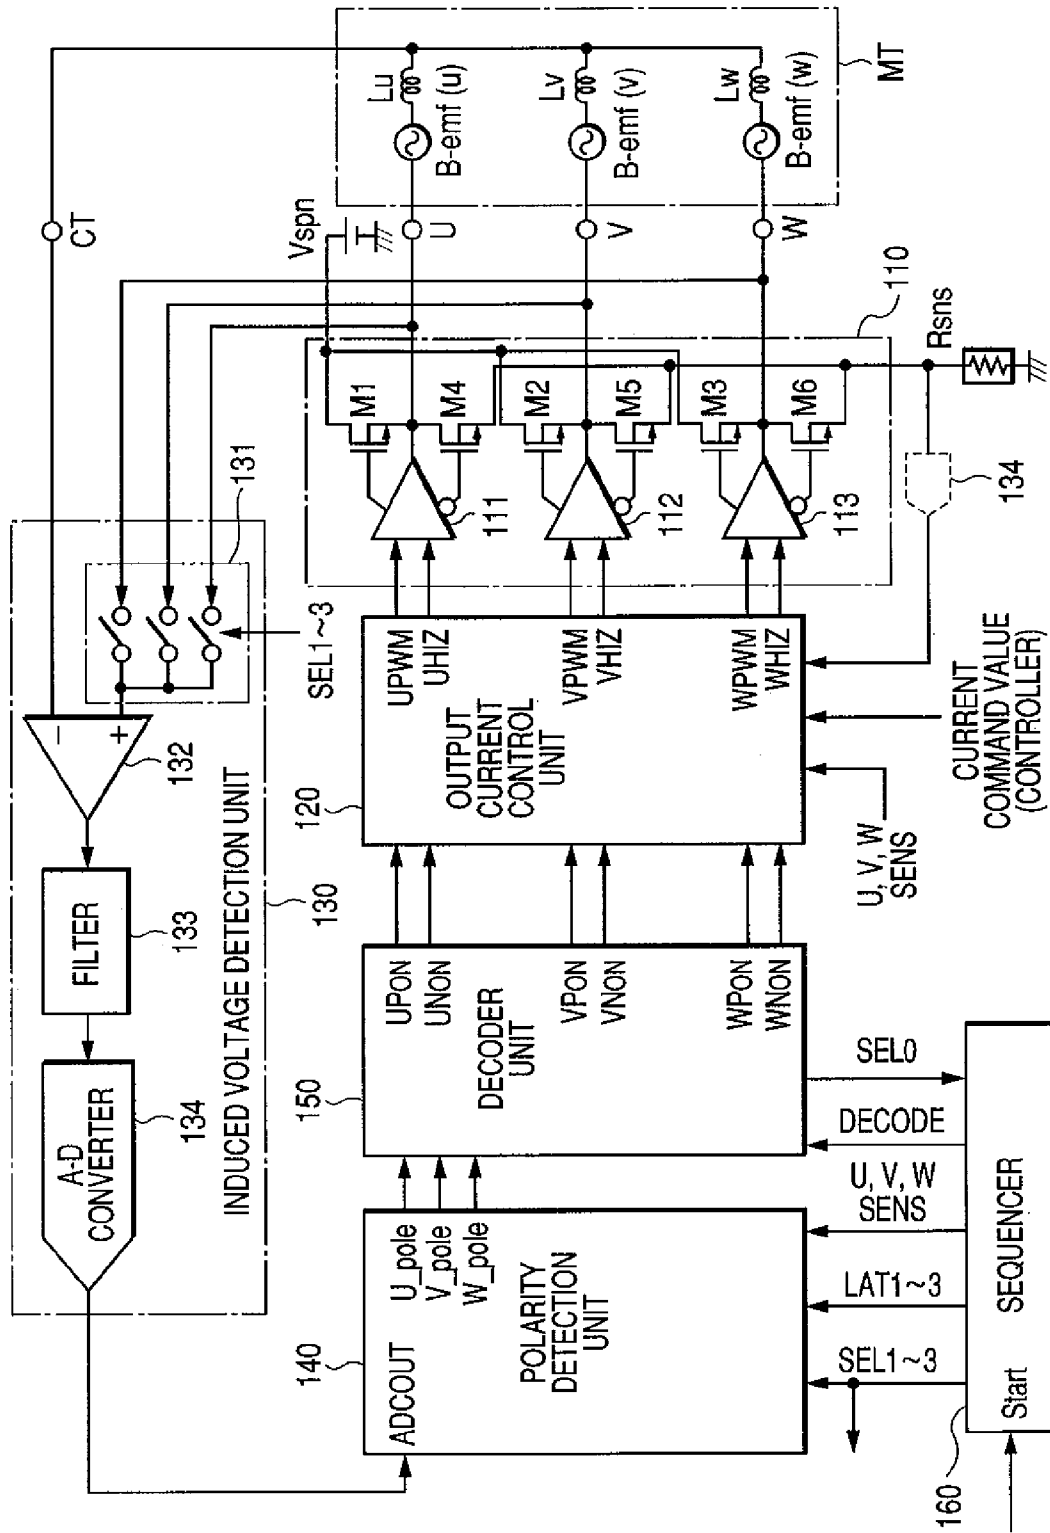 INDUCED VOLTAGE DETECTION UNIT
130
A-D
CONVERTER
134
FILTER
133
132
−
+
131
SEL1~3
CT
Vspn
Lu
B-emf (u)
Lv
B-emf (v)
Lw
B-emf (w)
MT
U
V
W
110
M1
M4
M2
M5
M3
M6
111
112
113
Rsns
134
140
ADCOUT
U_pole
V_pole
W_pole
POLARITY
DETECTION
UNIT
150
UPON
UNON
VPON
VNON
WPON
WNON
DECODER
UNIT
120
UPWM
UHIZ
VPWM
VHIZ
WPWM
WHIZ
OUTPUT
CURRENT
CONTROL
UNIT
U, V, W
SENS
CURRENT
COMMAND VALUE
(CONTROLLER)
SEL1~3
LAT1~3
U, V, W
SENS
DECODE
SEL0
160
Start
SEQUENCER